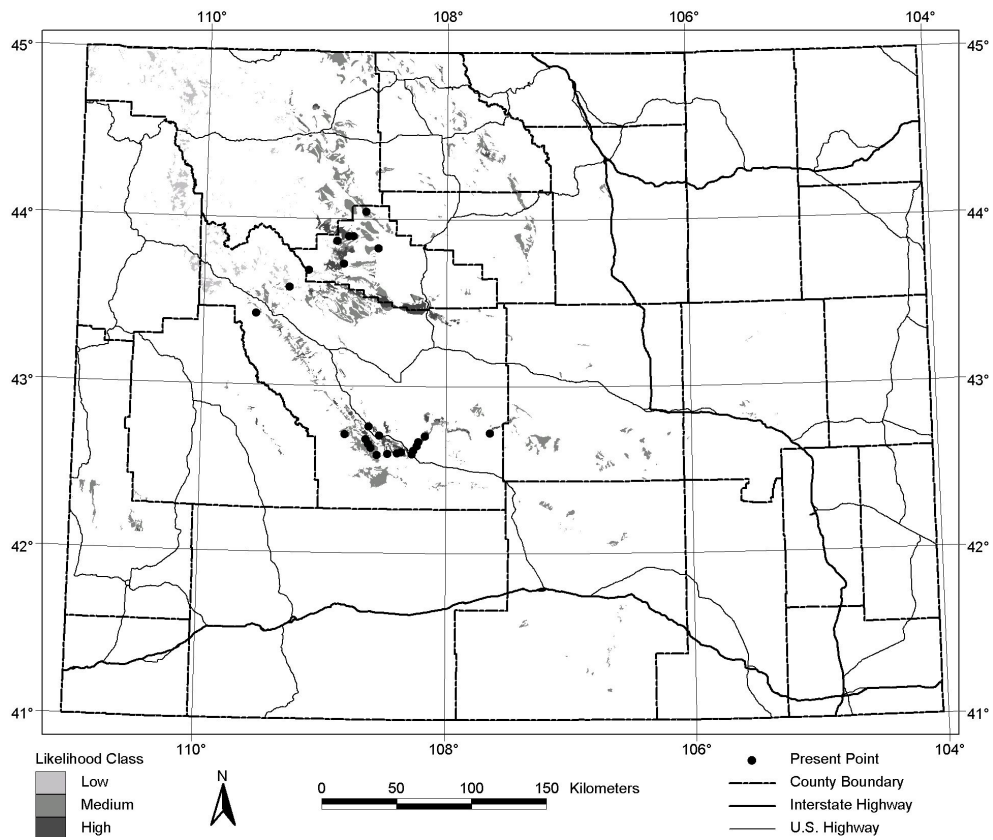 110° 108° 106° 104°
45° 45°
44° 44°
43° 43°
42° 42°
41° 41°
110° 108° 106° 104°
Likelihood Class
Low
Medium
High
N
0 50 100 150 Kilometers
Present Point
County Boundary
Interstate Highway
U.S. Highway